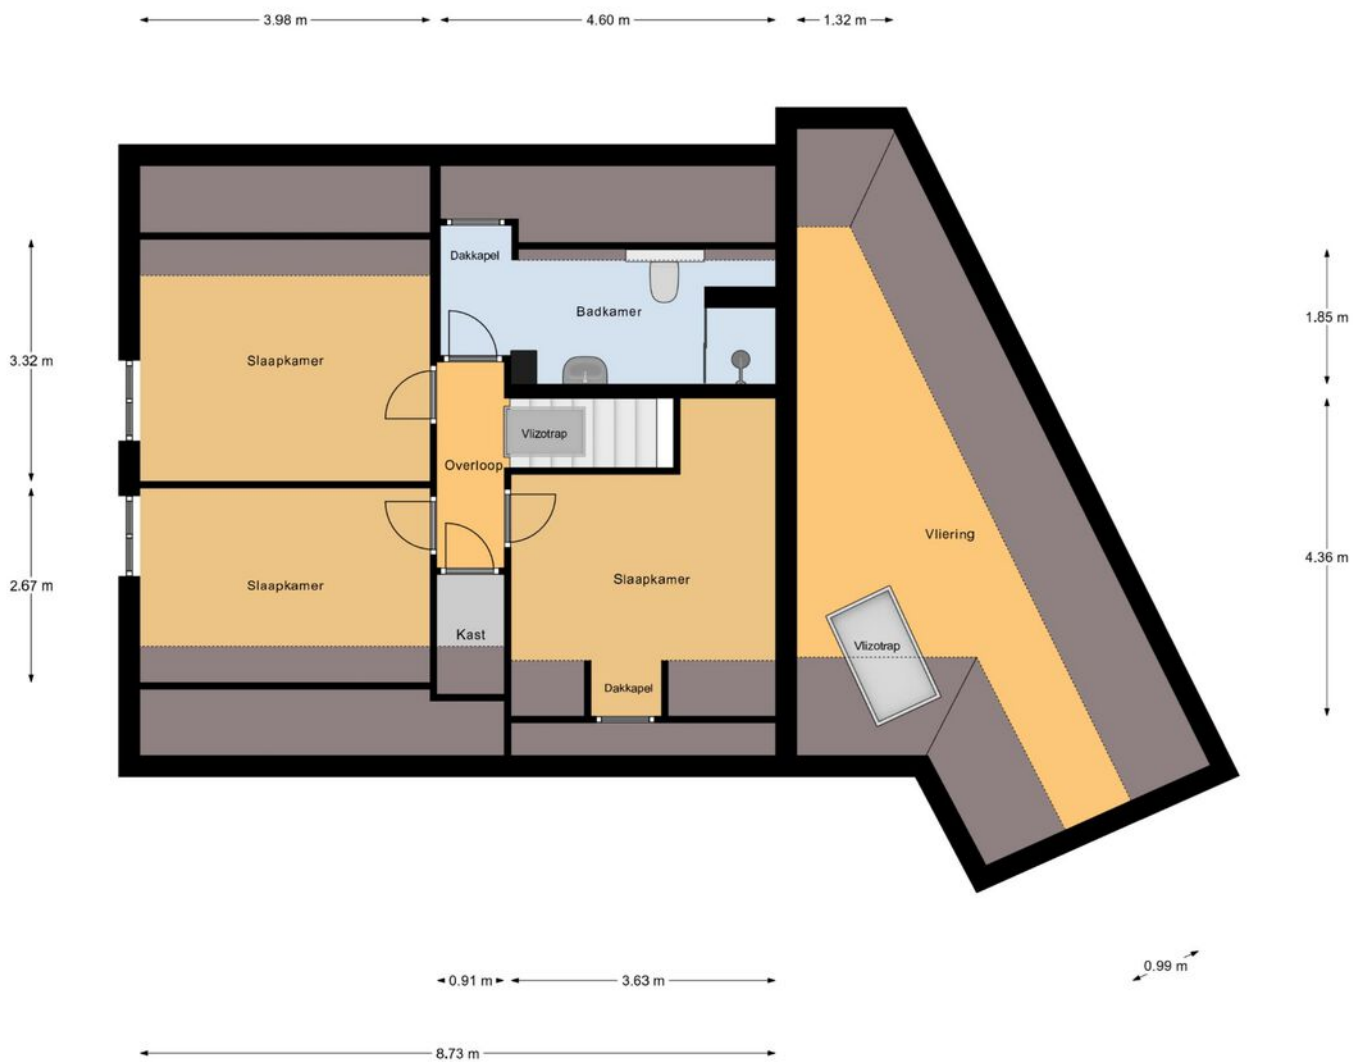 3.98 m
4.60 m
1.32 m
Dakkapel
Badkamer
1.85 m
3.32 m
Slaapkamer
Vlizotrap
Overloop
Vliering
4.36 m
2.67 m
Slaapkamer
Slaapkamer
Kast
Vlizotrap
Dakkapel
0.99 m
0.91 m
3.63 m
8.73 m